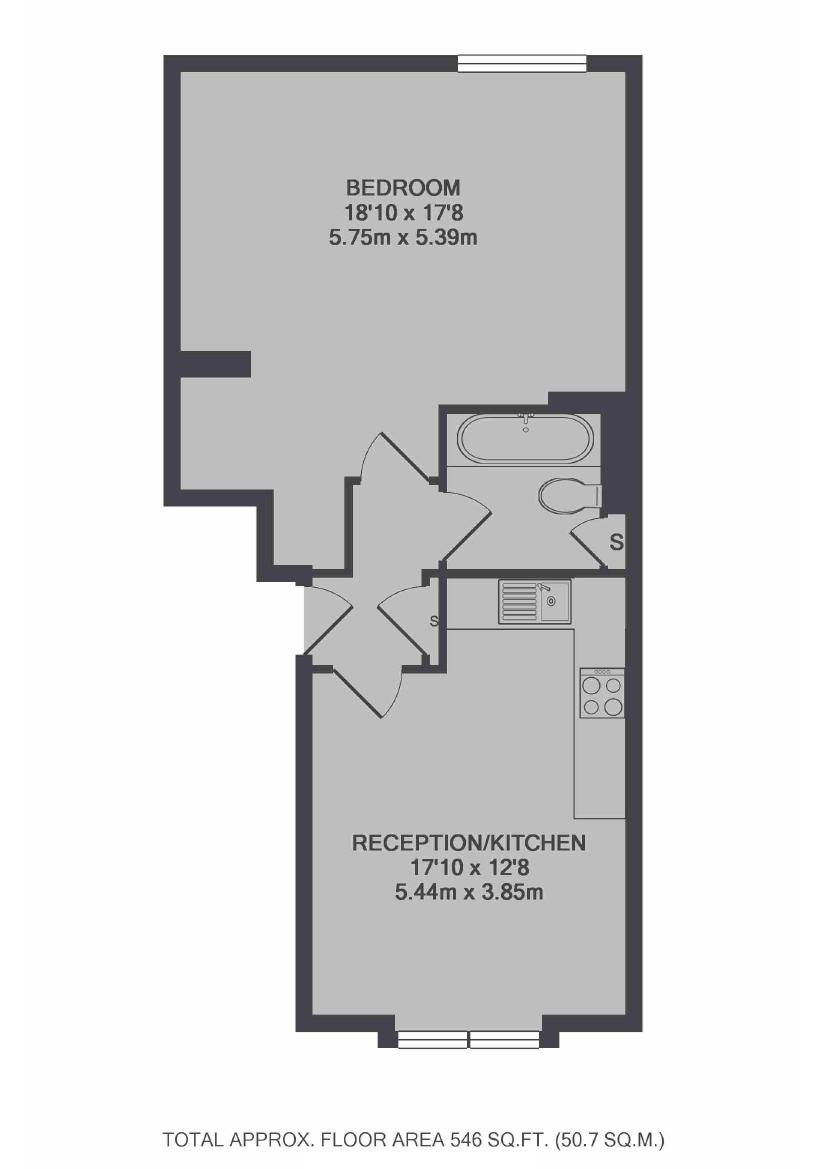 BEDROOM
18'10 x 17'8
5.75m x 5.39m
S
S
RECEPTION/KITCHEN
17'10 x 12'8
5.44m x 3.85m
TOTAL APPROX. FLOOR AREA 546 SQ.FT. (50.7 SQ.M.)